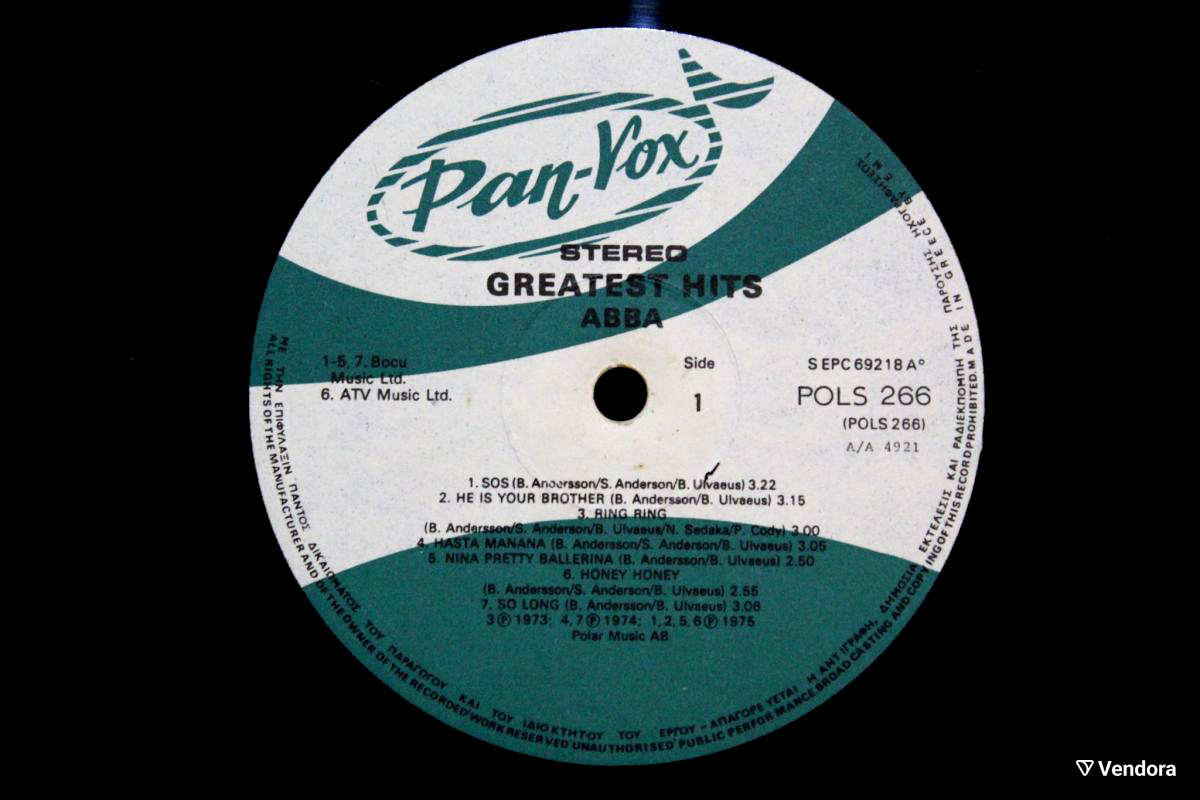 Pan-Vox
STEREO
GREATEST HITS
ABBA
1-5, 7. Bocu
Music Ltd.
6. ATV Music Ltd.
Side
1
SEPC 69218 A°
POLS 266
(POLS 266)
A/A 4921
1. SOS (B. Andersson/S. Anderson/B. Ulvaeus) 3.22
2. HE IS YOUR BROTHER (B. Andersson/B. Ulvaeus) 3.15
3. RING RING
(B. Andersson/S. Anderson/B. Ulvaeus/N. Sedaka/P. Cody) 3.00
4. HASTA MANANA (B. Andersson/S. Anderson/B. Ulvaeus) 3.05
5. NINA PRETTY BALLERINA (B. Andersson/B. Ulvaeus) 2.50
6. HONEY HONEY
(B. Andersson/S. Anderson/B. Ulvaeus) 2.55
7. SO LONG (B. Andersson/B. Ulvaeus) 3.06
3 Ⓟ 1973; 4, 7 Ⓟ 1974; 1, 2, 5, 6 Ⓟ 1975
Polar Music AB
ΜΕ ΤΗΝ ΕΠΙΦΥΛΑΞΙΝ ΠΑΝΤΟΣ ΔΙΚΑΙΩΜΑΤΟΣ ΤΟΥ ΠΑΡΑΓΩΓΟΥ ΚΑΙ ΤΟΥ ΙΔΙΟΚΤΗΤΟΥ ΤΟΥ ΕΡΓΟΥ - ΑΠΑΓΟΡΕΥΕΤΑΙ Η ΑΝΤΙΓΡΑΦΗ, ΔΗΜΟΣΙΑ ΕΚΤΕΛΕΣΙΣ ΚΑΙ ΡΑΔΙΕΚΠΟΜΠΗ ΤΗΣ ΠΑΡΟΥΣΗΣ ΗΧΟΓΡΑΦΗΣΕΩΣ
ALL RIGHTS OF THE MANUFACTURER AND OF THE OWNER OF THE RECORDED WORK RESERVED UNAUTHORISED PUBLIC PERFORMANCE BROADCASTING AND COPYING OF THIS RECORD PROHIBITED. MADE IN GREECE BY EMI
Vendora